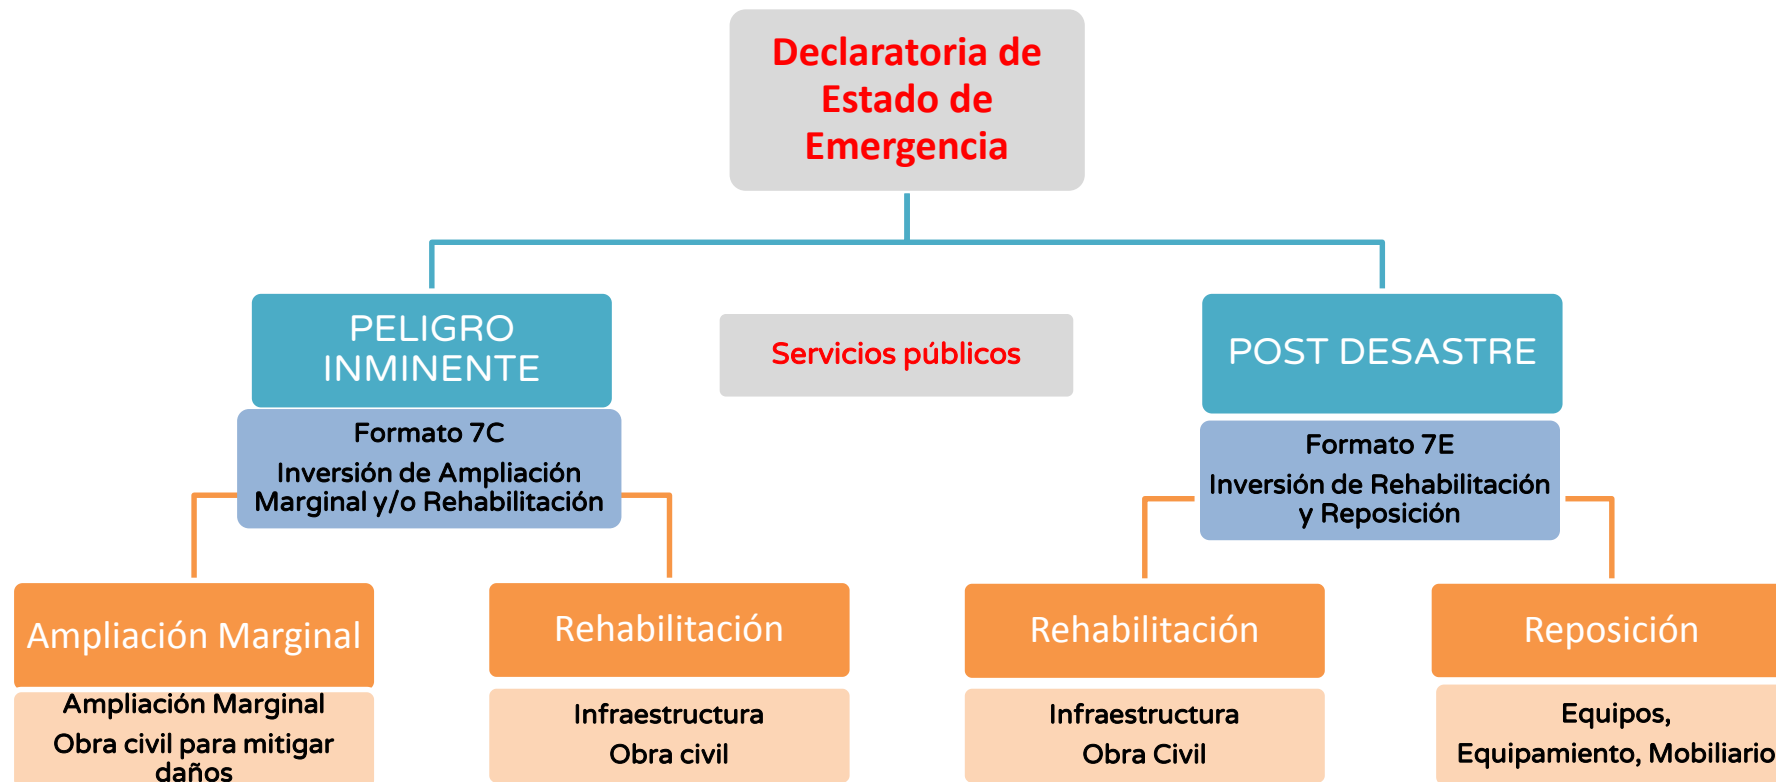 Declaratoria de
Estado de
Emergencia
PELIGRO
INMINENTE
Servicios públicos
POST DESASTRE
Formato 7C
Inversión de Ampliación
Marginal y/o Rehabilitación
Formato 7E
Inversión de Rehabilitación
y Reposición
Ampliación Marginal
Rehabilitación
Rehabilitación
Reposición
Ampliación Marginal
Obra civil para mitigar
daños
Infraestructura
Obra civil
Infraestructura
Obra Civil
Equipos,
Equipamiento, Mobiliario